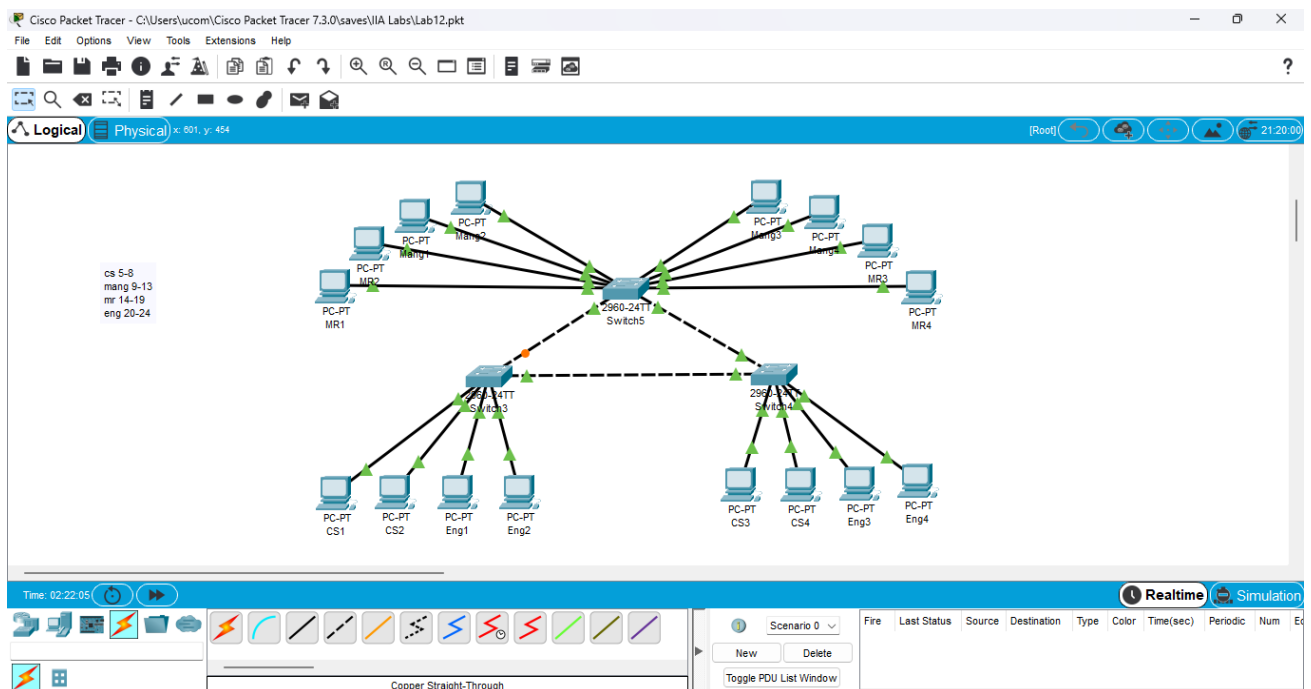 Cisco Packet Tracer - C:\Users\ucom\Cisco Packet Tracer 7.3.0\saves\IIA Labs\Lab12.pkt
File Edit Options View Tools Extensions Help
?
Logical Physical x: 601, y: 454 [Root] 21:20:00
PC-PT
Mang2
PC-PT
Mang1
PC-PT
MR2
PC-PT
MR1
PC-PT
Mang3
PC-PT
Mang4
PC-PT
MR3
PC-PT
MR4
cs 5-8
mang 9-13
mr 14-19
eng 20-24
2960-24TT
Switch5
2960-24TT
Switch3
2960-24TT
Switch4
PC-PT
CS1
PC-PT
CS2
PC-PT
Eng1
PC-PT
Eng2
PC-PT
CS3
PC-PT
CS4
PC-PT
Eng3
PC-PT
Eng4
Time: 02:22:05 Realtime Simulation
Scenario 0
New Delete
Toggle PDU List Window
Fire Last Status Source Destination Type Color Time(sec) Periodic Num
Copper Straight-Through